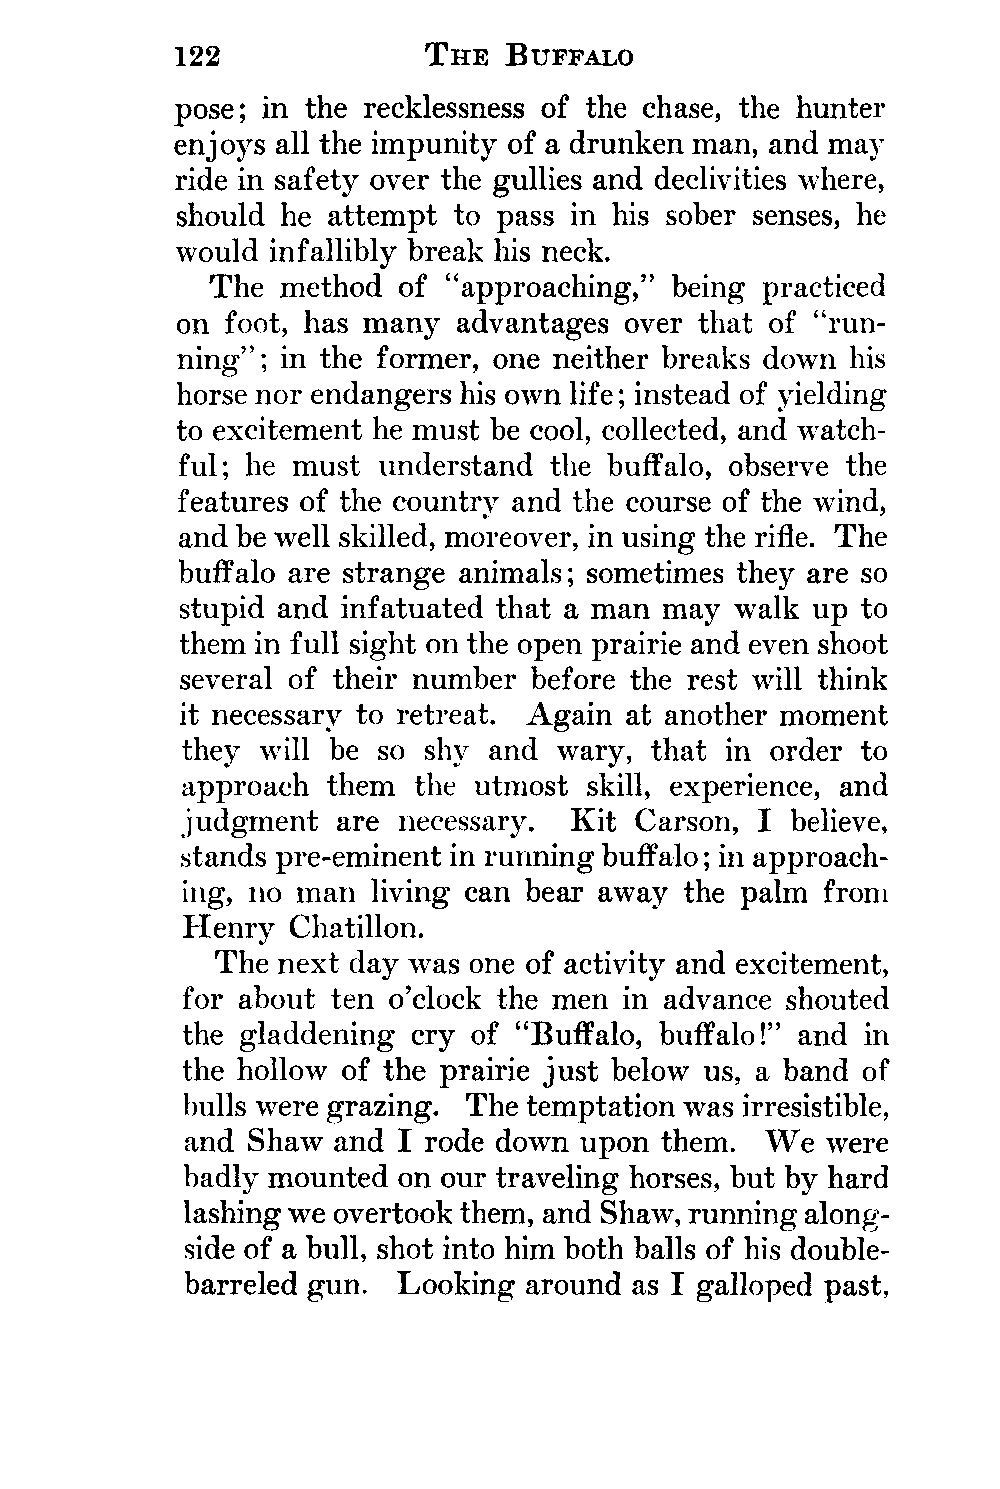 122 THE BUFFALO
pose; in the recklessness of the chase, the hunter
enjoys all the impunity of a drunken man, and may
ride in safety over the gullies and declivities where,
should he attempt to pass in his sober senses, he
would infallibly break his neck.
The method of “approaching,” being practiced
on foot, has many advantages over that of “run-
ning”; in the former, one neither breaks down his
horse nor endangers his own life; instead of yielding
to excitement he must be cool, collected, and watch-
ful; he must understand the buffalo, observe the
features of the country and the course of the wind,
and be well skilled, moreover, in using the rifle. The
buffalo are strange animals; sometimes they are so
stupid and infatuated that a man may walk up to
them in full sight on the open prairie and even shoot
several of their number before the rest will think
it necessary to retreat. Again at another moment
they will be so shy and wary, that in order to
approach them the utmost skill, experience, and
judgment are necessary. Kit Carson, I believe,
stands pre-eminent in running buffalo; in approach-
ing, no man living can bear away the palm from
Henry Chatillon.
The next day was one of activity and excitement,
for about ten o’clock the men in advance shouted
the gladdening cry of “Buffalo, buffalo!” and in
the hollow of the prairie just below us, a band of
bulls were grazing. The temptation was irresistible,
and Shaw and I rode down upon them. We were
badly mounted on our traveling horses, but by hard
lashing we overtook them, and Shaw, running along-
side of a bull, shot into him both balls of his double-
barreled gun. Looking around as I galloped past,